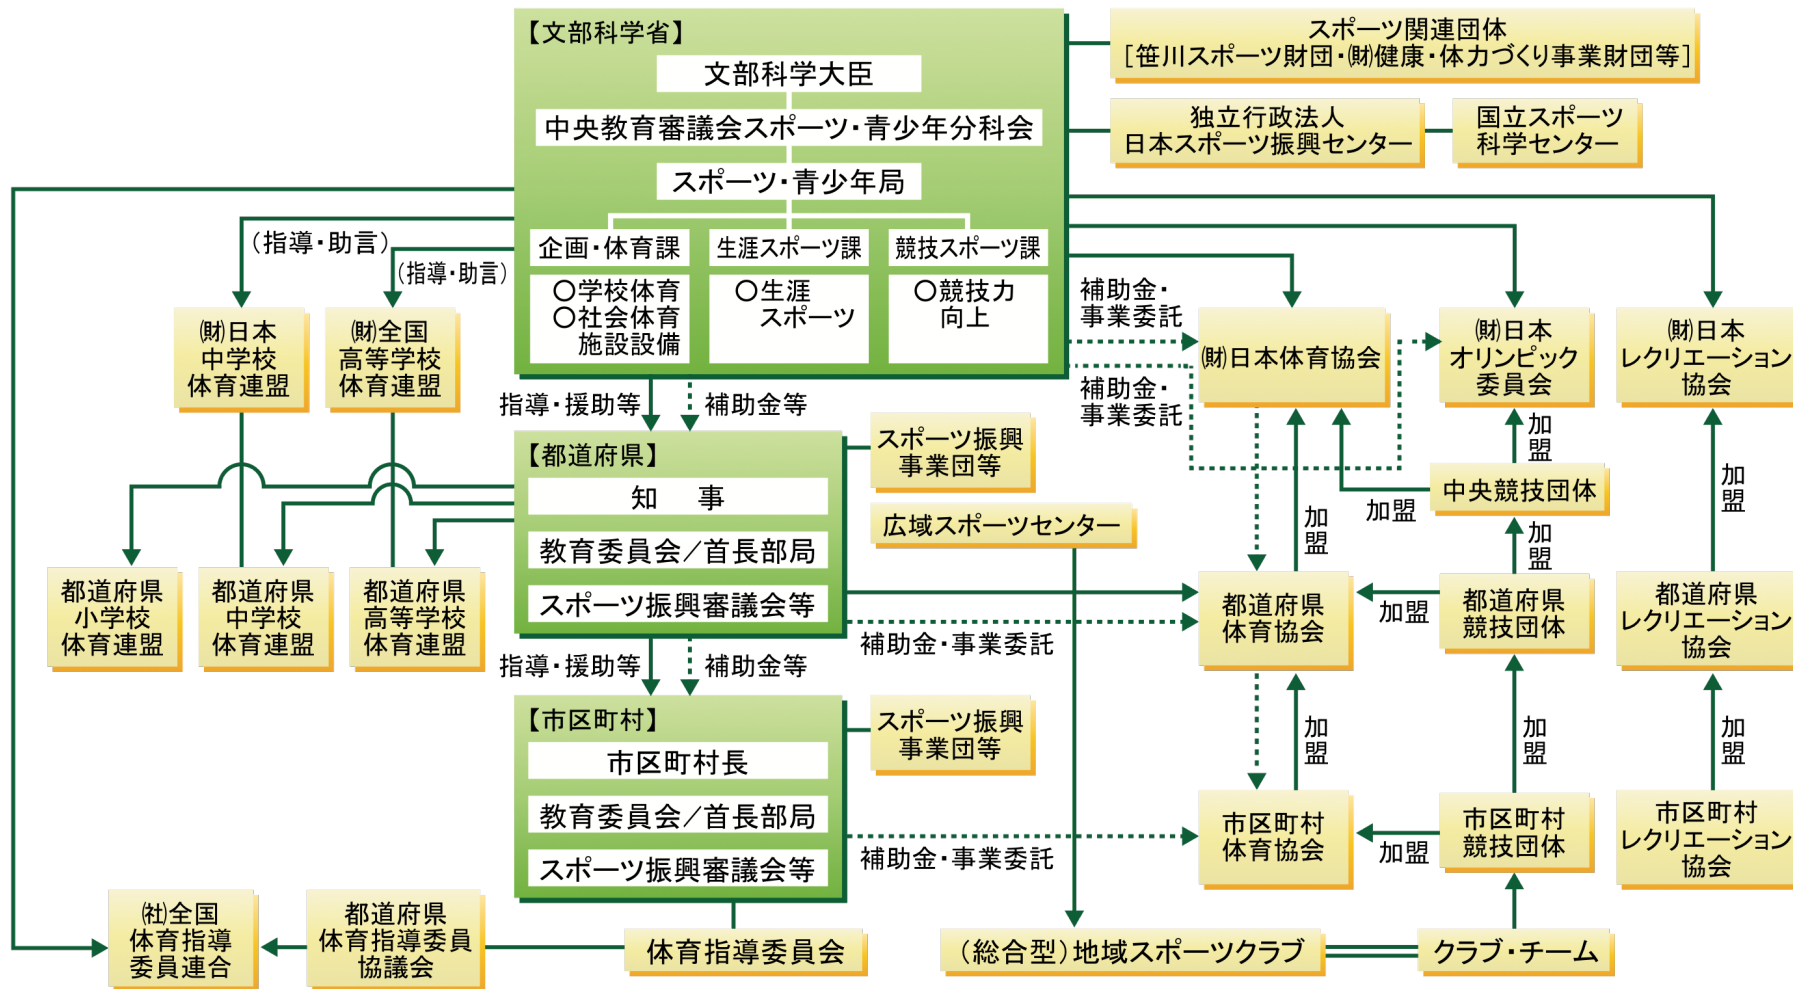 【文部科学省】
文部科学大臣
中央教育審議会スポーツ・青少年分科会
スポーツ・青少年局
企画・体育課
○学校体育
○社会体育
施設設備
生涯スポーツ課
○生涯
スポーツ
競技スポーツ課
○競技力
向上
スポーツ関連団体
［笹川スポーツ財団・㈶健康・体力づくり事業財団等］
独立行政法人
日本スポーツ振興センター
国立スポーツ
科学センター
（指導・助言）
（指導・助言）
㈶日本
中学校
体育連盟
㈶全国
高等学校
体育連盟
補助金・
事業委託
補助金・
事業委託
㈶日本体育協会
㈶日本
オリンピック
委員会
㈶日本
レクリエーション
協会
指導・援助等
補助金等
【都道府県】
知　事
教育委員会／首長部局
スポーツ振興審議会等
スポーツ振興
事業団等
広域スポーツセンター
加盟
中央競技団体
加盟
加盟
加盟
加盟
都道府県
小学校
体育連盟
都道府県
中学校
体育連盟
都道府県
高等学校
体育連盟
補助金・事業委託
都道府県
体育協会
加盟
都道府県
競技団体
都道府県
レクリエーション
協会
指導・援助等
補助金等
【市区町村】
市区町村長
教育委員会／首長部局
スポーツ振興審議会等
スポーツ振興
事業団等
加盟
加盟
加盟
補助金・事業委託
市区町村
体育協会
加盟
市区町村
競技団体
市区町村
レクリエーション
協会
㈳全国
体育指導
委員連合
都道府県
体育指導委員
協議会
体育指導委員会
（総合型）地域スポーツクラブ
クラブ・チーム